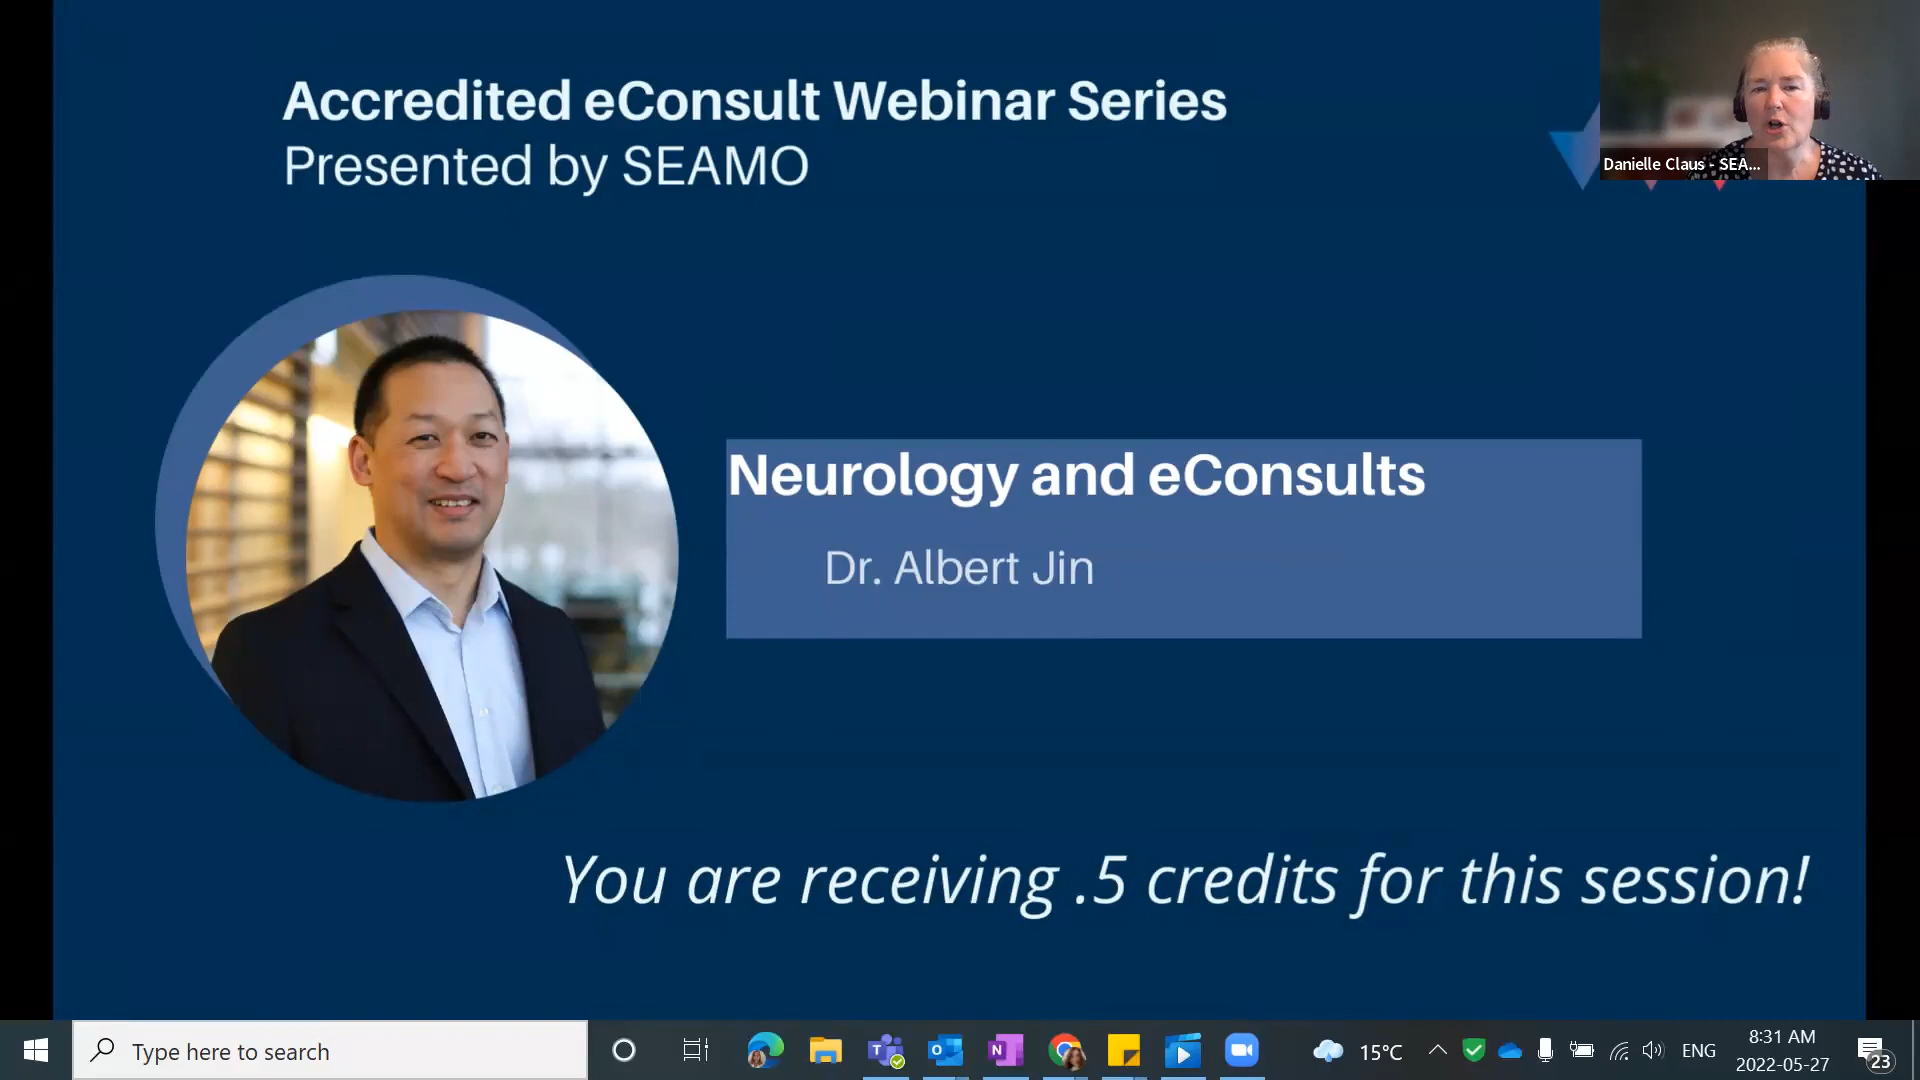 Accredited eConsult Webinar Series
Presented by SEAMO
Danielle Claus - SEA...
Neurology and eConsults
Dr. Albert Jin
You are receiving .5 credits for this session!
Type here to search
15°C
ENG
8:31 AM
2022-05-27
23